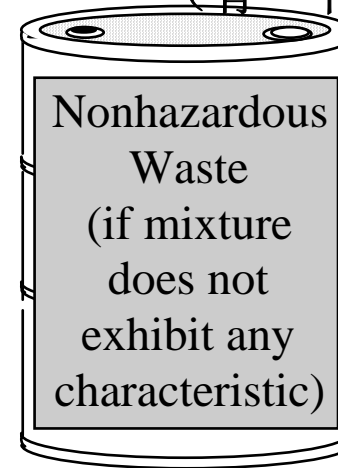 Nonhazardous
Waste
(if mixture
does not
exhibit any
characteristic)